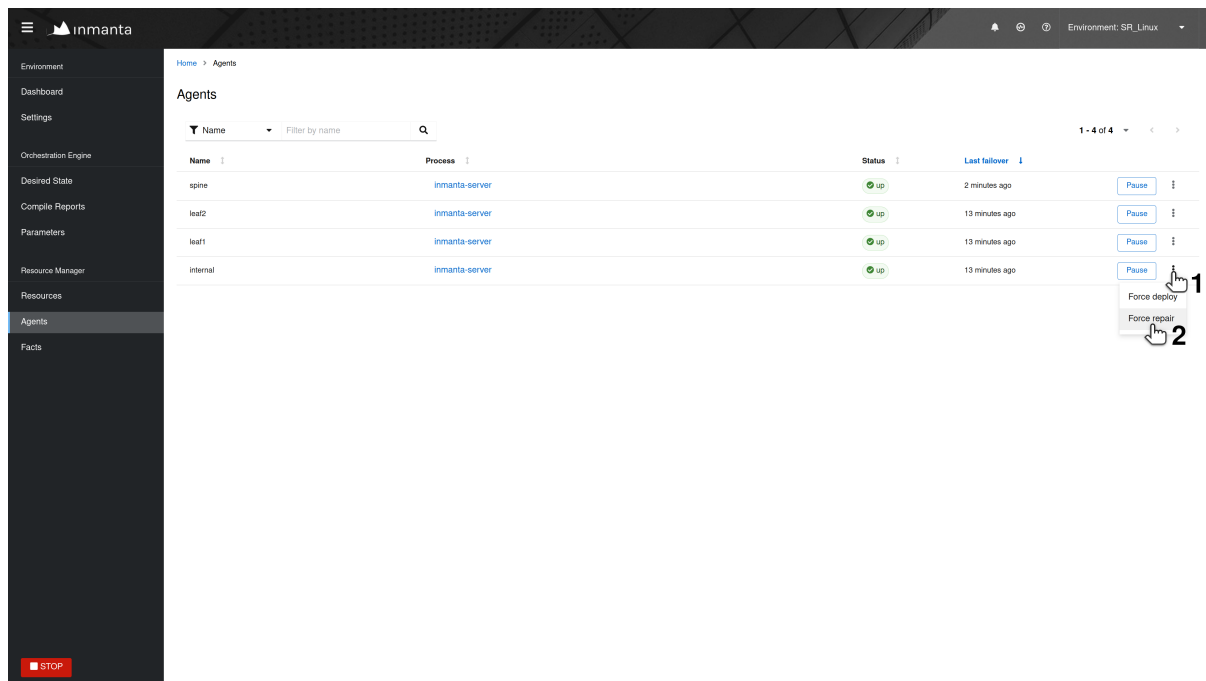 inmanta
Environment: SR_Linux
Environment
Dashboard
Settings
Orchestration Engine
Desired State
Compile Reports
Parameters
Resource Manager
Resources
Agents
Facts
STOP
Home > Agents
Agents
Name Filter by name 1 - 4 of 4
Name Process Status Last failover
spine inmanta-server up 2 minutes ago Pause
leaf2 inmanta-server up 13 minutes ago Pause
leaf1 inmanta-server up 13 minutes ago Pause
internal inmanta-server up 13 minutes ago Pause
1
Force deploy
Force repair
2